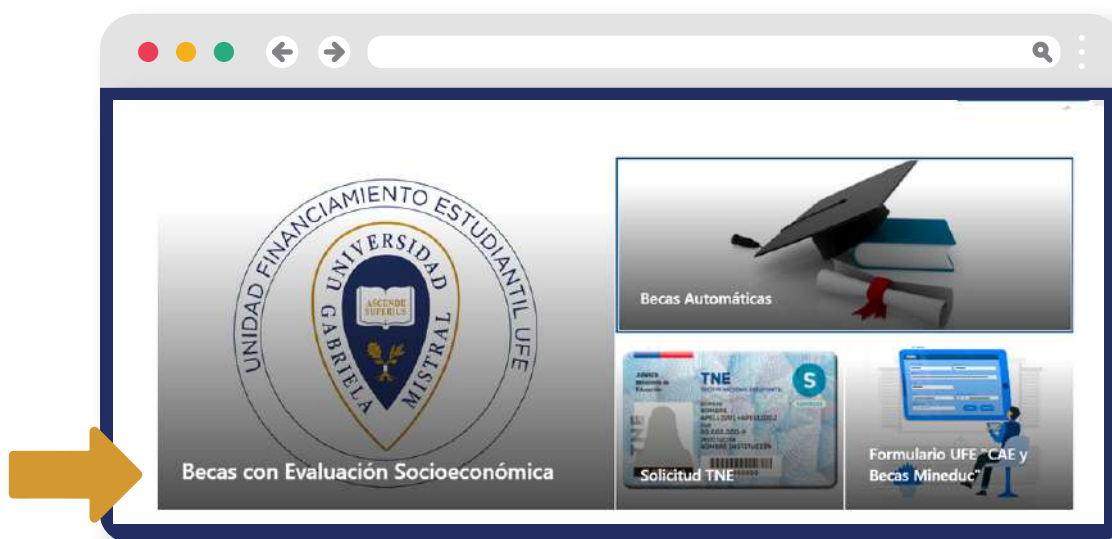 UNIDAD FINANCIAMIENTO ESTUDIANTIL UFE
UNIVERSIDAD
GABRIELA MISTRAL
ASCENDE
SUPERIUS
Becas con Evaluación Socioeconómica
Becas Automáticas
TNE
S
NOMBRE
Solicitud TNE
Formulario UFE "CAE y
Becas Mineduc"